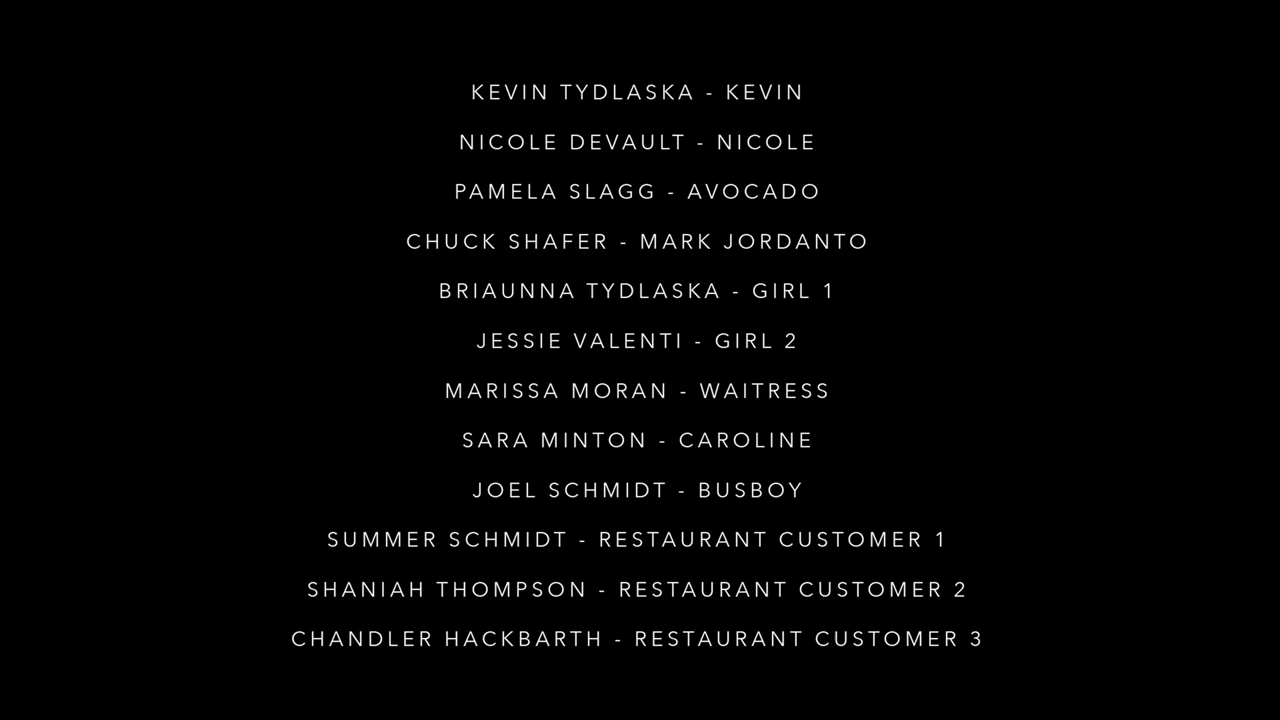 KEVIN TYDLASKA - KEVIN
NICOLE DEVAULT - NICOLE
PAMELA SLAGG - AVOCADO
CHUCK SHAFER - MARK JORDANTO
BRIAUNNA TYDLASKA - GIRL 1
JESSIE VALENTI - GIRL 2
MARISSA MORAN - WAITRESS
SARA MINTON - CAROLINE
JOEL SCHMIDT - BUSBOY
SUMMER SCHMIDT - RESTAURANT CUSTOMER 1
SHANIAH THOMPSON - RESTAURANT CUSTOMER 2
CHANDLER HACKBARTH - RESTAURANT CUSTOMER 3